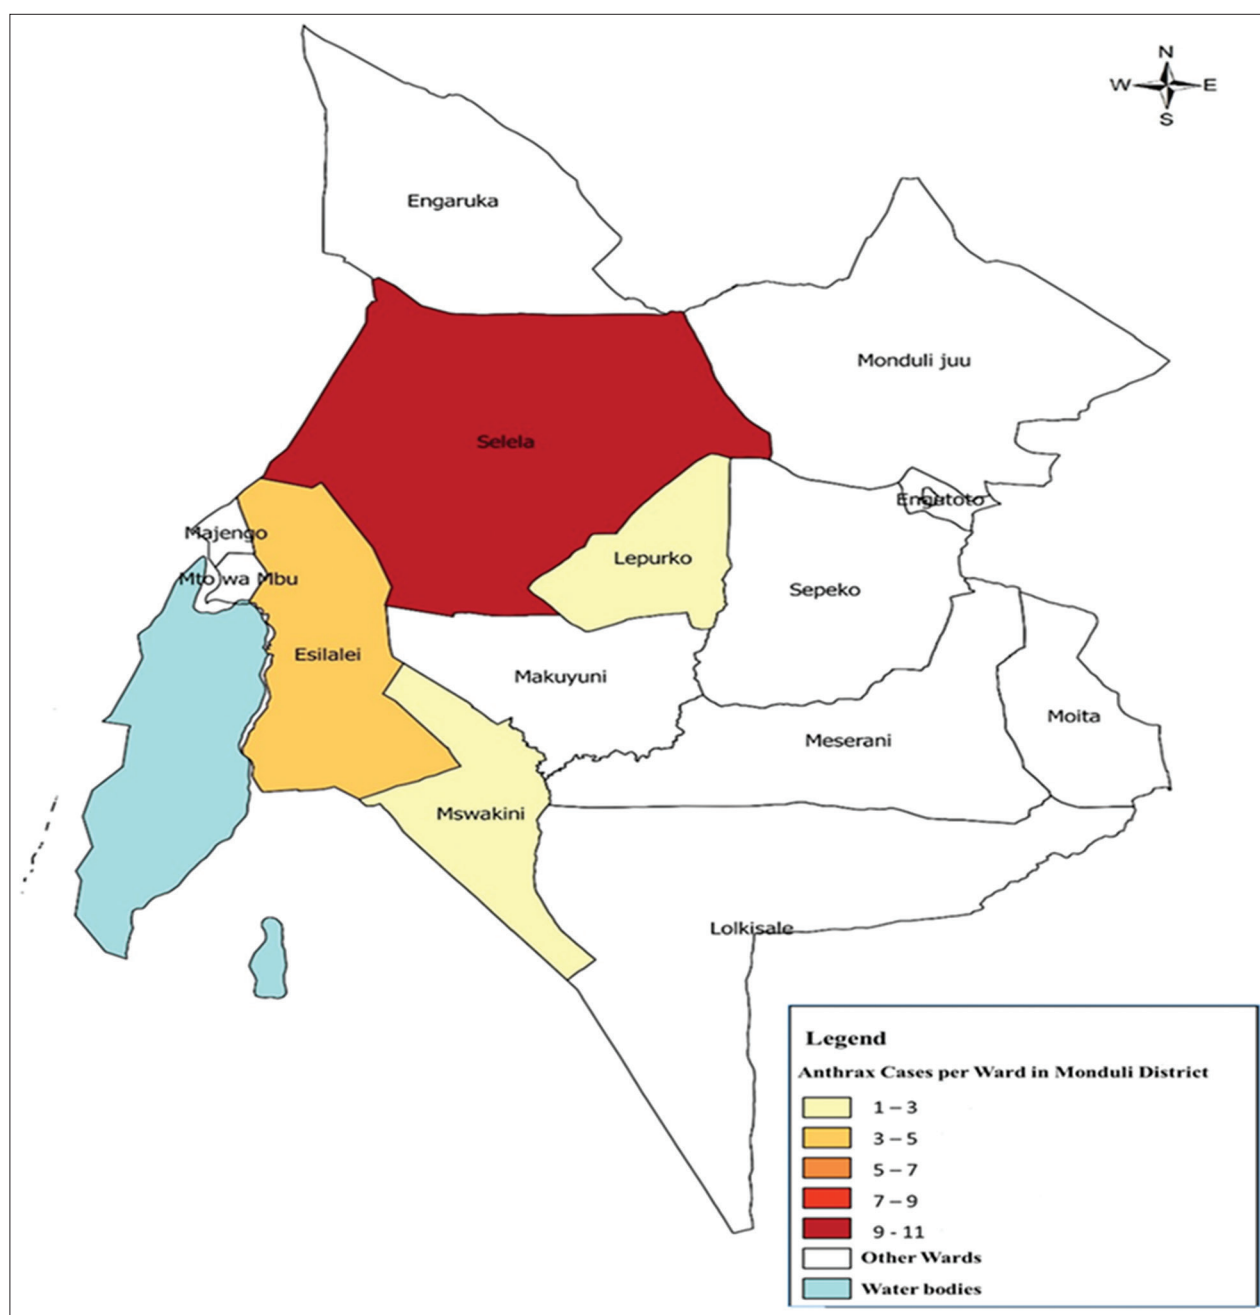 N
W E
S
Engaruka
Monduli juu
Selela
Engutoto
Majengo
Lepurko
Mto wa Mbu
Sepeko
Esilalei
Makuyuni
Moita
Meserani
Mswakini
Lolkisale
Legend
Anthrax Cases per Ward in Monduli District
1 – 3
3 – 5
5 – 7
7 – 9
9 - 11
Other Wards
Water bodies